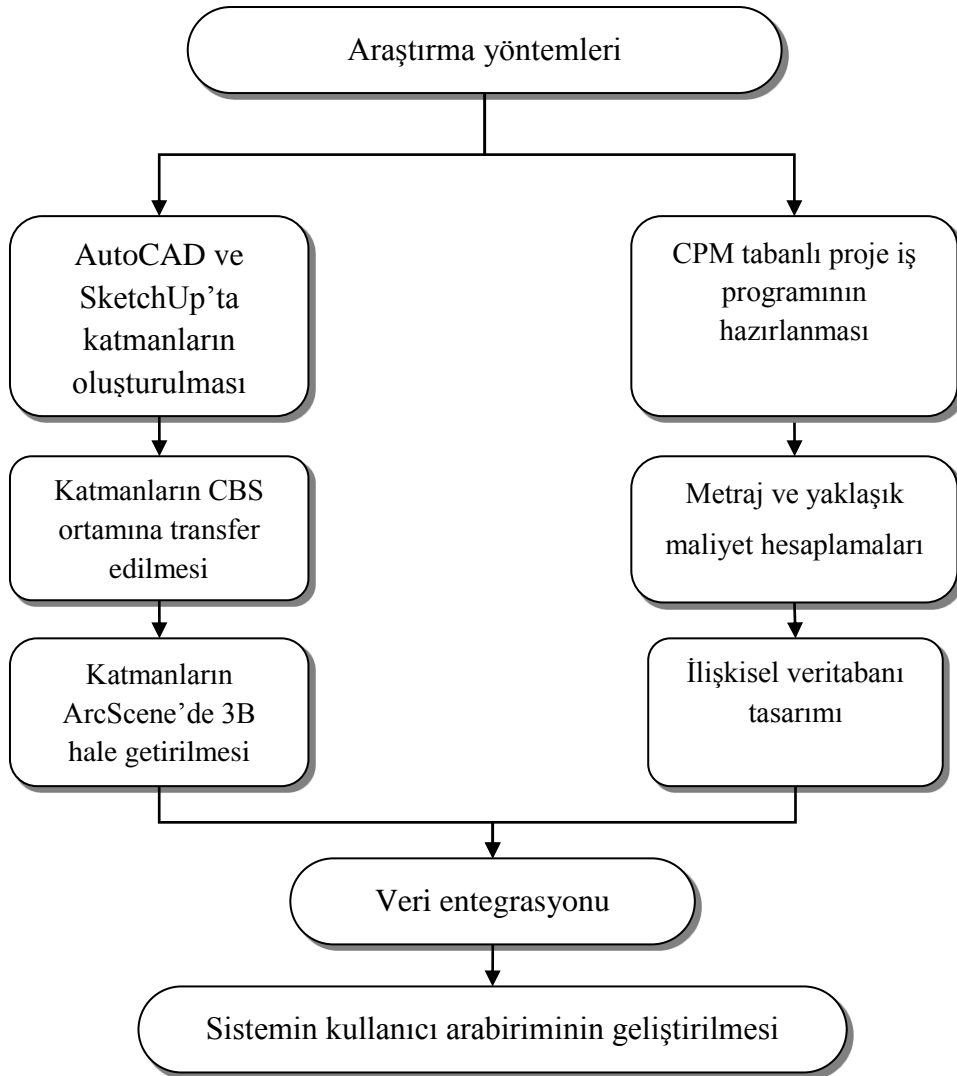 Araştırma yöntemleri
AutoCAD ve
SketchUp’ta
katmanların
oluşturulması
Katmanların CBS
ortamına transfer
edilmesi
Katmanların
ArcScene’de 3B
hale getirilmesi
CPM tabanlı proje iş
programının
hazırlanması
Metraj ve yaklaşık
maliyet hesaplamaları
İlişkisel veritabanı
tasarımı
Veri entegrasyonu
Sistemin kullanıcı arabiriminin geliştirilmesi